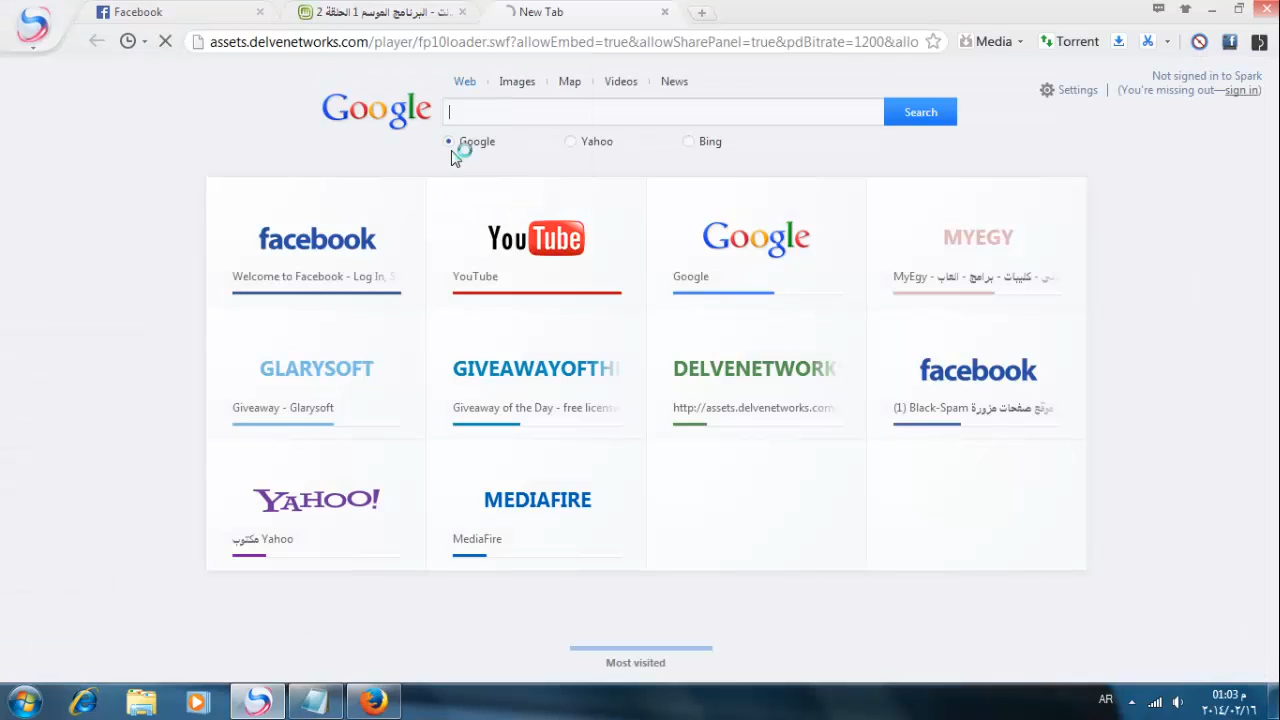 Facebook
نت - البرنامج الموسم 1 الحلقة 2
New Tab
assets.delvenetworks.com/player/fp10loader.swf?allowEmbed=true&allowSharePanel=true&pdBitrate=1200&allo
Media
Torrent
Web
Images
Map
Videos
News
Not signed in to Spark
Settings
(You're missing out—sign in)
Google
Search
Google
Yahoo
Bing
facebook
YouTube
Google
MYEGY
Welcome to Facebook - Log In, S
YouTube
Google
MyEgy - كليبات - برامج - العاب -
GLARYSOFT
GIVEAWAYOFTH
DELVENETWORK
facebook
Giveaway - Glarysoft
Giveaway of the Day - free license
http://assets.delvenetworks.com
(1) Black-Spam موقع صفحات مزورة
YAHOO!
MEDIAFIRE
Yahoo مكتوب
MediaFire
Most visited
AR
01:03 م
٢٠١٤/٠٢/١٦